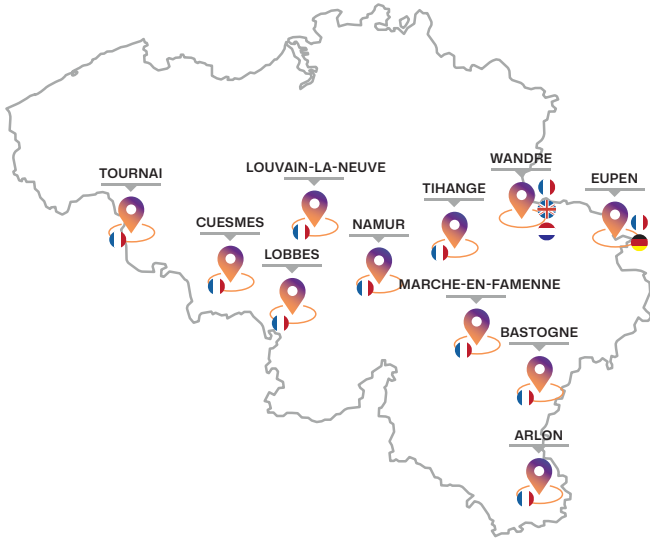 WANDRE
LOUVAIN-LA-NEUVE
TOURNAI
EUPEN
TIHANGE
CUESMES
NAMUR
LOBBES
MARCHE-EN-FAMENNE
BASTOGNE
ARLON